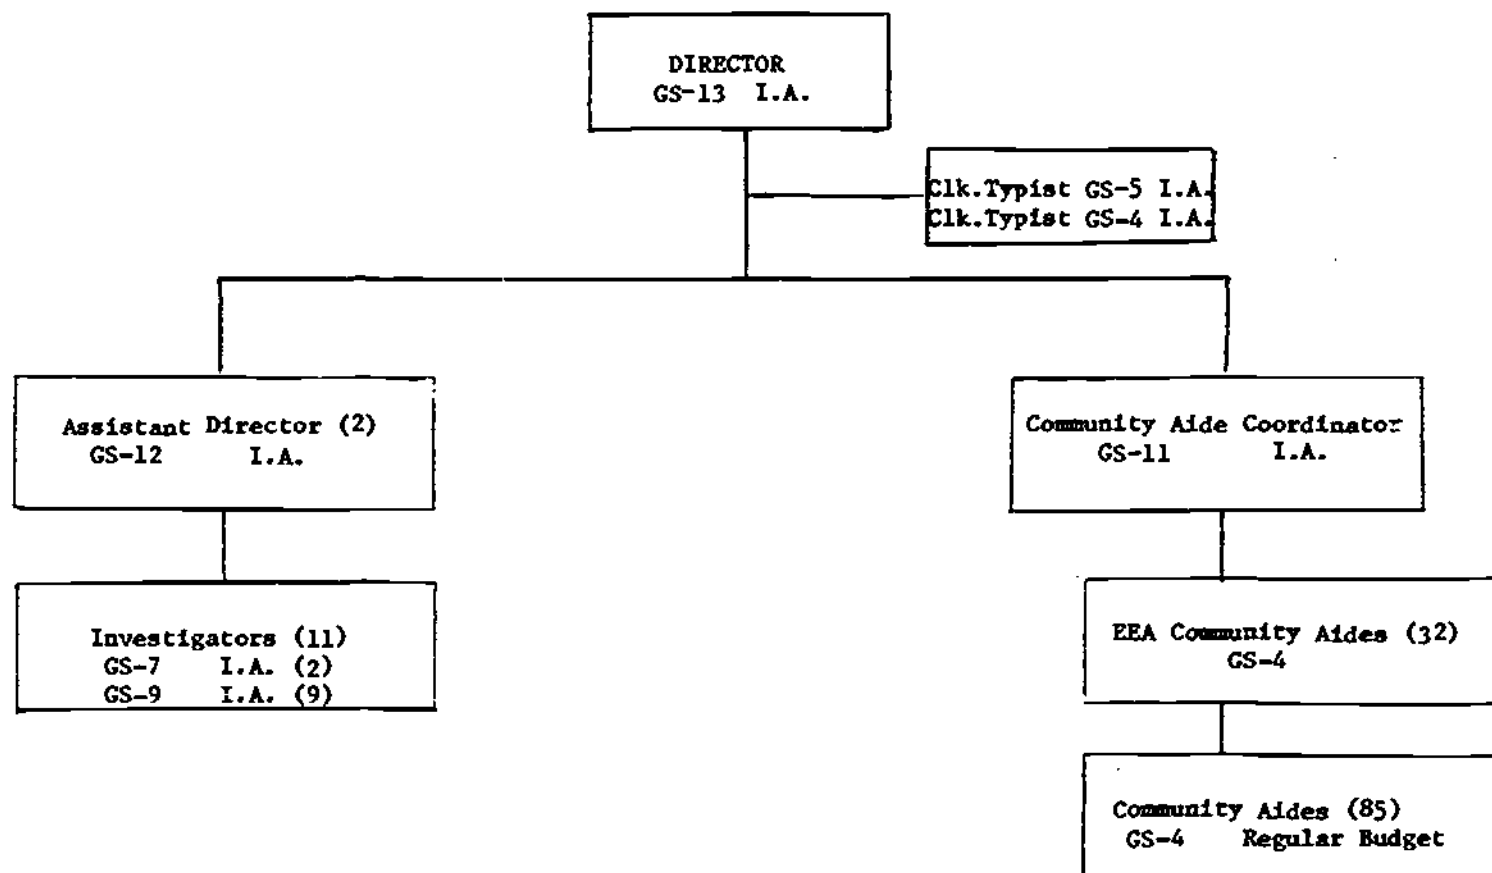 DIRECTOR
GS-13 I.A.
Clk.Typist GS-5 I.A.
Clk.Typist GS-4 I.A.
Assistant Director (2)
GS-12 I.A.
Community Aide Coordinator
GS-11 I.A.
Investigators (11)
GS-7 I.A. (2)
GS-9 I.A. (9)
EEA Community Aides (32)
GS-4
Community Aides (85)
GS-4 Regular Budget